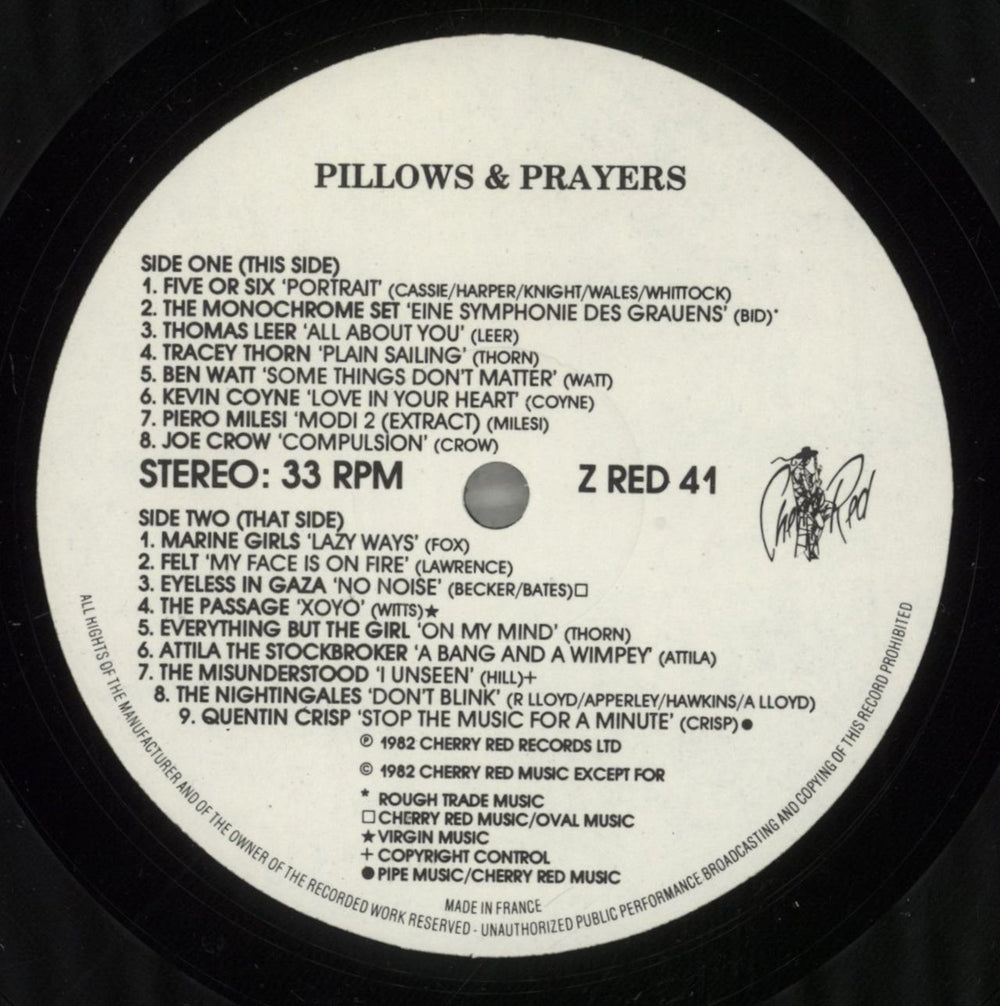 PILLOWS & PRAYERS
SIDE ONE (THIS SIDE)
1. FIVE OR SIX ‘PORTRAIT’ (CASSIE/HARPER/KNIGHT/WALES/WHITTOCK)
2. THE MONOCHROME SET ‘EINE SYMPHONIE DES GRAUENS’ (BID)*
3. THOMAS LEER ‘ALL ABOUT YOU’ (LEER)
4. TRACEY THORN ‘PLAIN SAILING’ (THORN)
5. BEN WATT ‘SOME THINGS DON’T MATTER’ (WATT)
6. KEVIN COYNE ‘LOVE IN YOUR HEART’ (COYNE)
7. PIERO MILESI ‘MODI 2 (EXTRACT) (MILESI)
8. JOE CROW ‘COMPULSION’ (CROW)
STEREO: 33 RPM Z RED 41
Cherry Red
SIDE TWO (THAT SIDE)
1. MARINE GIRLS ‘LAZY WAYS’ (FOX)
2. FELT ‘MY FACE IS ON FIRE’ (LAWRENCE)
3. EYELESS IN GAZA ‘NO NOISE’ (BECKER/BATES)□
4. THE PASSAGE ‘XOYO’ (WITTS)★
5. EVERYTHING BUT THE GIRL ‘ON MY MIND’ (THORN)
6. ATTILA THE STOCKBROKER ‘A BANG AND A WIMPEY’ (ATTILA)
7. THE MISUNDERSTOOD ‘I UNSEEN’ (HILL)+
8. THE NIGHTINGALES ‘DON’T BLINK’ (R LLOYD/APPERLEY/HAWKINS/A LLOYD)
9. QUENTIN CRISP ‘STOP THE MUSIC FOR A MINUTE’ (CRISP)●
℗ 1982 CHERRY RED RECORDS LTD
© 1982 CHERRY RED MUSIC EXCEPT FOR
* ROUGH TRADE MUSIC
□ CHERRY RED MUSIC/OVAL MUSIC
★ VIRGIN MUSIC
+ COPYRIGHT CONTROL
● PIPE MUSIC/CHERRY RED MUSIC
MADE IN FRANCE
ALL RIGHTS OF THE MANUFACTURER AND OF THE OWNER OF THE RECORDED WORK RESERVED - UNAUTHORIZED PUBLIC PERFORMANCE BROADCASTING AND COPYING OF THIS RECORD PROHIBITED